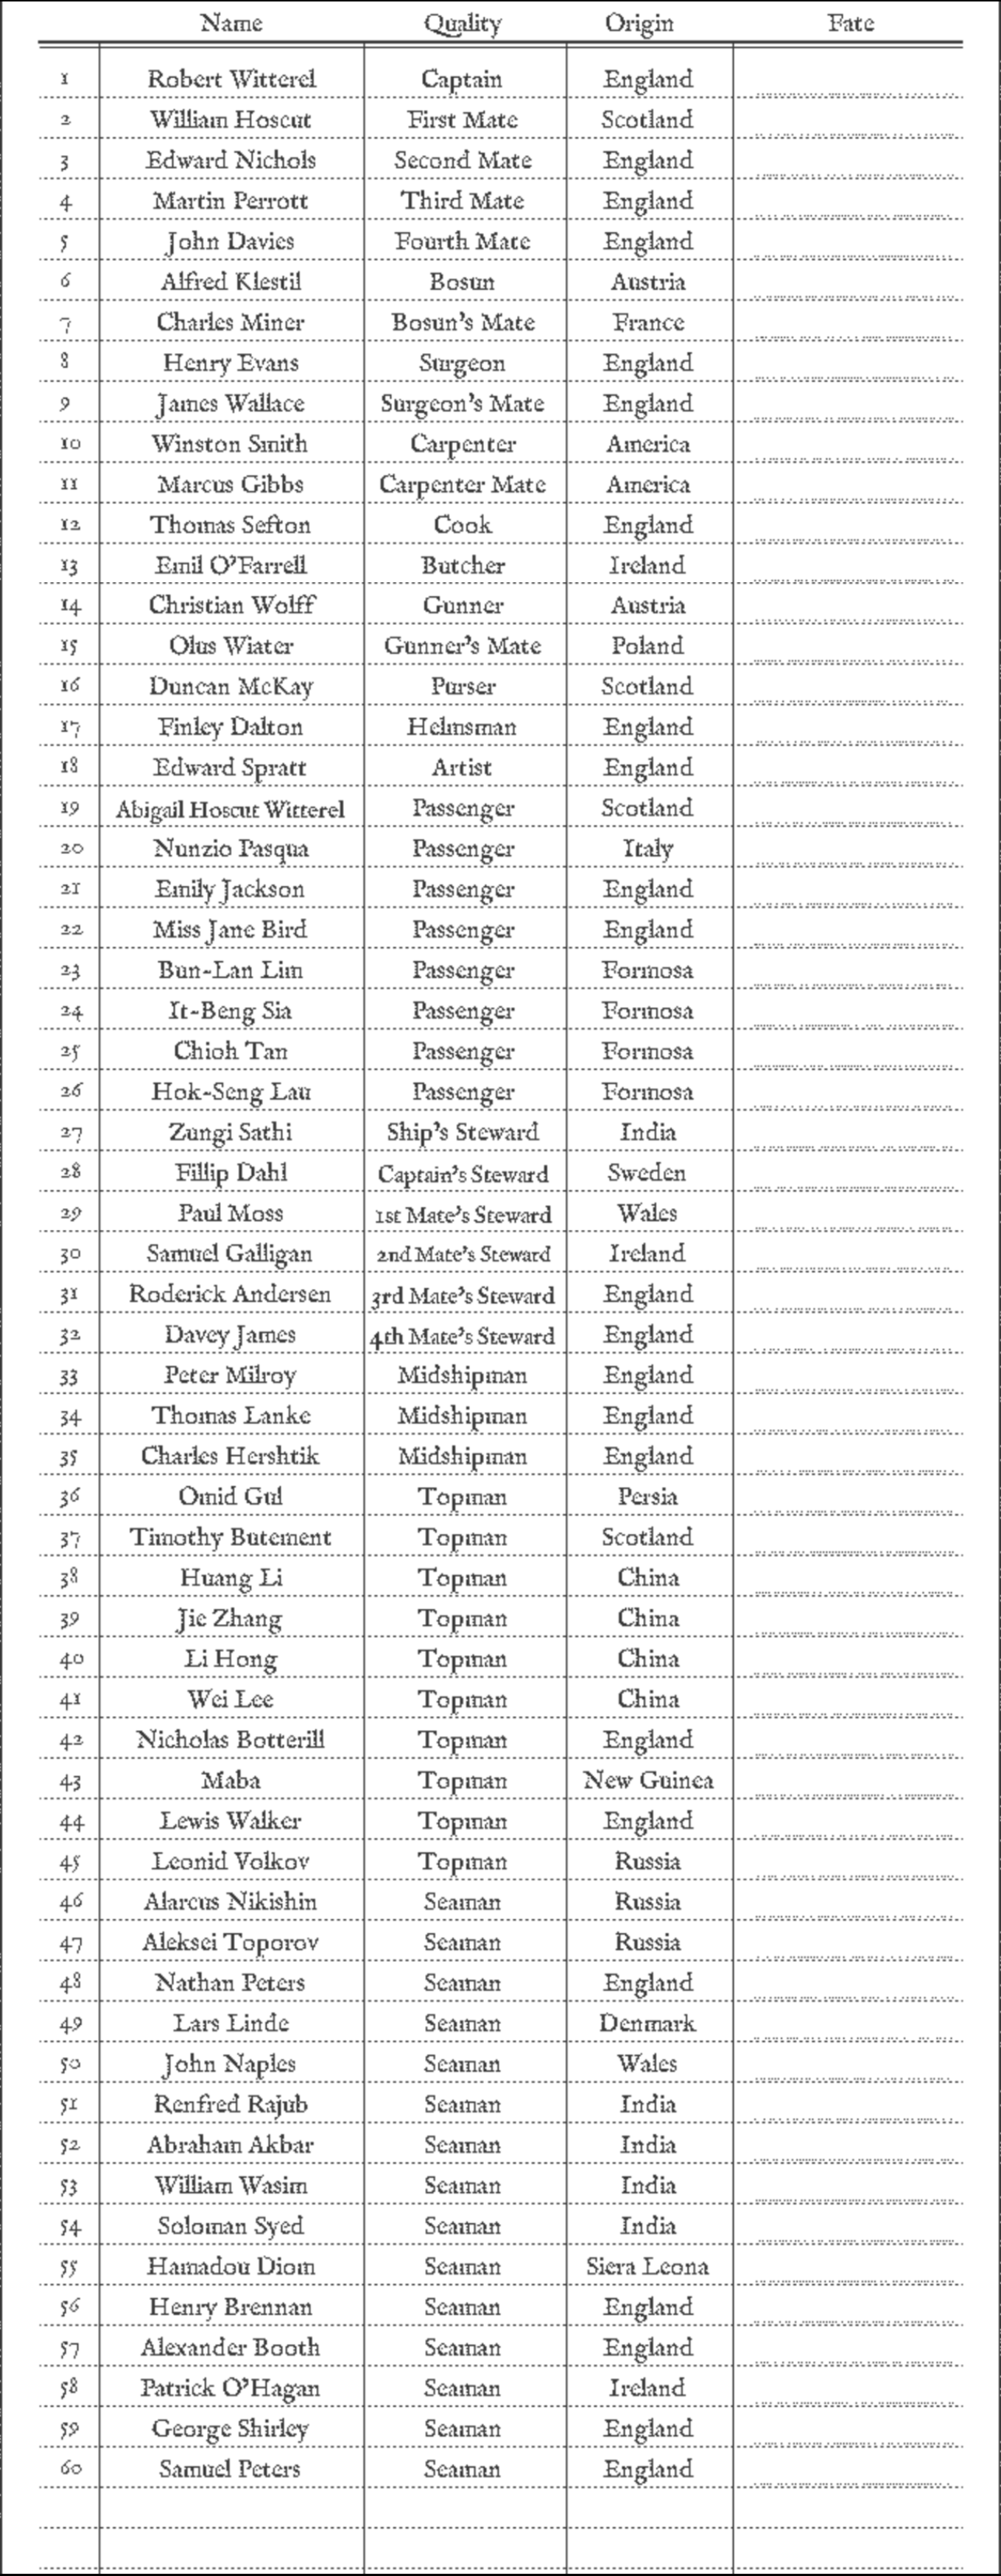 Name Quality Origin Fate
1 Robert Witterel Captain England
2 William Hoscut First Mate Scotland
3 Edward Nichols Second Mate England
4 Martin Perrott Third Mate England
5 John Davies Fourth Mate England
6 Alfred Klestil Bosun Austria
7 Charles Miner Bosun's Mate France
8 Henry Evans Surgeon England
9 James Wallace Surgeon's Mate England
10 Winston Smith Carpenter America
11 Marcus Gibbs Carpenter Mate America
12 Thomas Sefton Cook England
13 Emil O'Farrell Butcher Ireland
14 Christian Wolff Gunner Austria
15 Olus Wiater Gunner's Mate Poland
16 Duncan McKay Purser Scotland
17 Finley Dalton Helmsman England
18 Edward Spratt Artist England
19 Abigail Hoscut Witterel Passenger Scotland
20 Nunzio Pasqua Passenger Italy
21 Emily Jackson Passenger England
22 Miss Jane Bird Passenger England
23 Bun-Lan Lim Passenger Formosa
24 It-Beng Sia Passenger Formosa
25 Chioh Tan Passenger Formosa
26 Hok-Seng Lau Passenger Formosa
27 Zungi Sathi Ship's Steward India
28 Fillip Dahl Captain's Steward Sweden
29 Paul Moss 1st Mate's Steward Wales
30 Samuel Galligan 2nd Mate's Steward Ireland
31 Roderick Andersen 3rd Mate's Steward England
32 Davey James 4th Mate's Steward England
33 Peter Milroy Midshipman England
34 Thomas Lanke Midshipman England
35 Charles Hershtik Midshipman England
36 Omid Gul Topman Persia
37 Timothy Butement Topman Scotland
38 Huang Li Topman China
39 Jie Zhang Topman China
40 Li Hong Topman China
41 Wei Lee Topman China
42 Nicholas Botterill Topman England
43 Maba Topman New Guinea
44 Lewis Walker Topman England
45 Leonid Volkov Topman Russia
46 Alarcus Nikishin Seaman Russia
47 Aleksei Toporov Seaman Russia
48 Nathan Peters Seaman England
49 Lars Linde Seaman Denmark
50 John Naples Seaman Wales
51 Renfred Rajub Seaman India
52 Abraham Akbar Seaman India
53 William Wasim Seaman India
54 Soloman Syed Seaman India
55 Hamadou Diom Seaman Siera Leona
56 Henry Brennan Seaman England
57 Alexander Booth Seaman England
58 Patrick O'Hagan Seaman Ireland
59 George Shirley Seaman England
60 Samuel Peters Seaman England